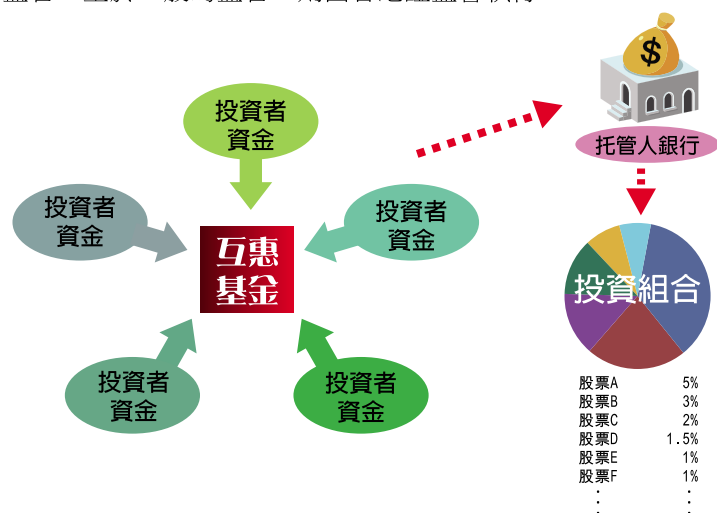 投資者
資金
投資者
資金
投資者
資金
投資者
資金
投資者
資金
互惠
基金
$
托管人銀行
投資組合
股票A 5%
股票B 3%
股票C 2%
股票D 1.5%
股票E 1%
股票F 1%
: :